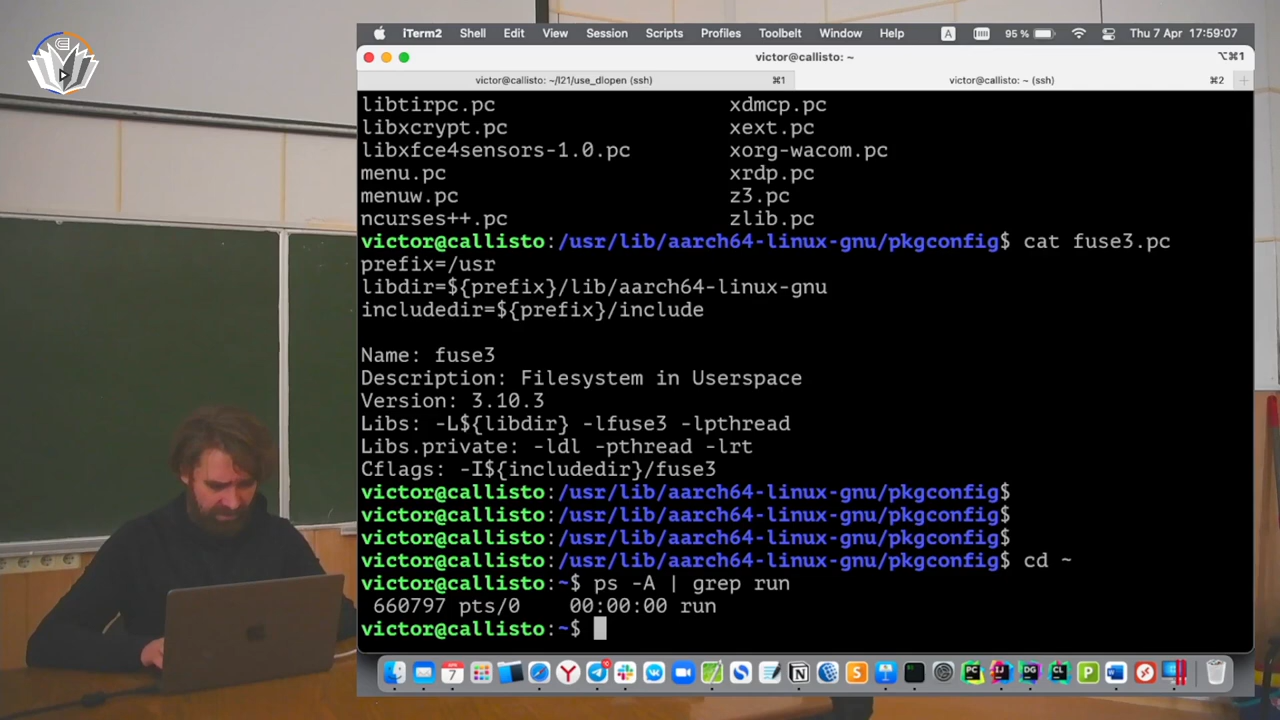 iTerm2 Shell Edit View Session Scripts Profiles Toolbelt Window Help A 95 % Thu 7 Apr 17:59:07
victor@callisto: ~ ⌥⌘1
victor@callisto: ~/l21/use_dlopen (ssh) ⌘1 victor@callisto: ~ (ssh) ⌘2
libtirpc.pc xdmcp.pc
libxcrypt.pc xext.pc
libxfce4sensors-1.0.pc xorg-wacom.pc
menu.pc xrdp.pc
menuw.pc z3.pc
ncurses++.pc zlib.pc
victor@callisto:/usr/lib/aarch64-linux-gnu/pkgconfig$ cat fuse3.pc
prefix=/usr
libdir=${prefix}/lib/aarch64-linux-gnu
includedir=${prefix}/include
Name: fuse3
Description: Filesystem in Userspace
Version: 3.10.3
Libs: -L${libdir} -lfuse3 -lpthread
Libs.private: -ldl -pthread -lrt
Cflags: -I${includedir}/fuse3
victor@callisto:/usr/lib/aarch64-linux-gnu/pkgconfig$
victor@callisto:/usr/lib/aarch64-linux-gnu/pkgconfig$
victor@callisto:/usr/lib/aarch64-linux-gnu/pkgconfig$
victor@callisto:/usr/lib/aarch64-linux-gnu/pkgconfig$ cd ~
victor@callisto:~$ ps -A | grep run
660797 pts/0 00:00:00 run
victor@callisto:~$